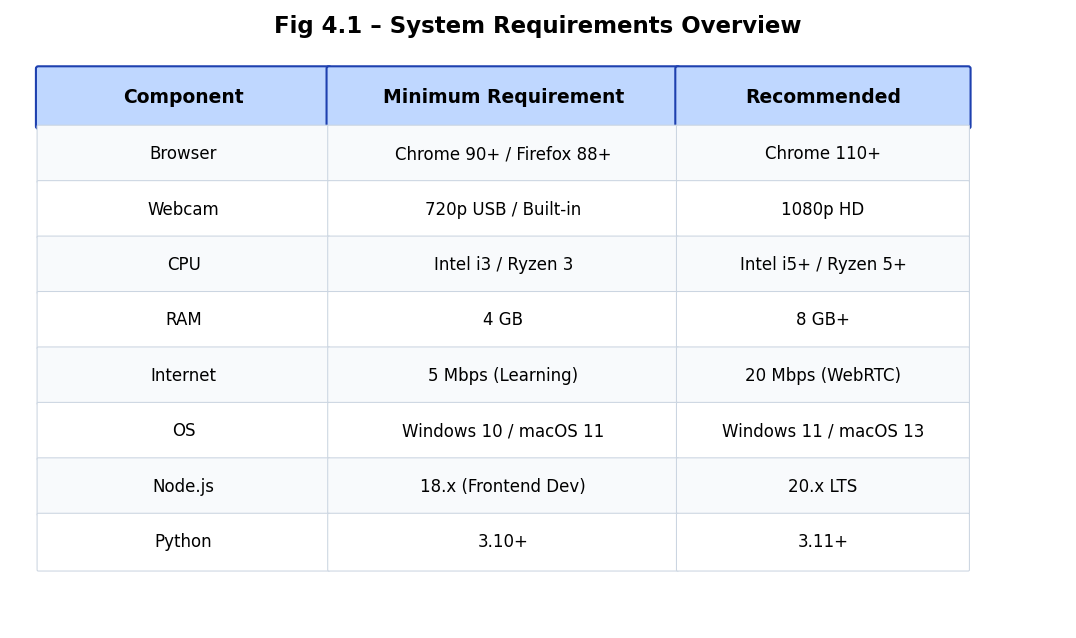 Fig 4.1 – System Requirements Overview
Component Minimum Requirement Recommended
Browser Chrome 90+ / Firefox 88+ Chrome 110+
Webcam 720p USB / Built-in 1080p HD
CPU Intel i3 / Ryzen 3 Intel i5+ / Ryzen 5+
RAM 4 GB 8 GB+
Internet 5 Mbps (Learning) 20 Mbps (WebRTC)
OS Windows 10 / macOS 11 Windows 11 / macOS 13
Node.js 18.x (Frontend Dev) 20.x LTS
Python 3.10+ 3.11+